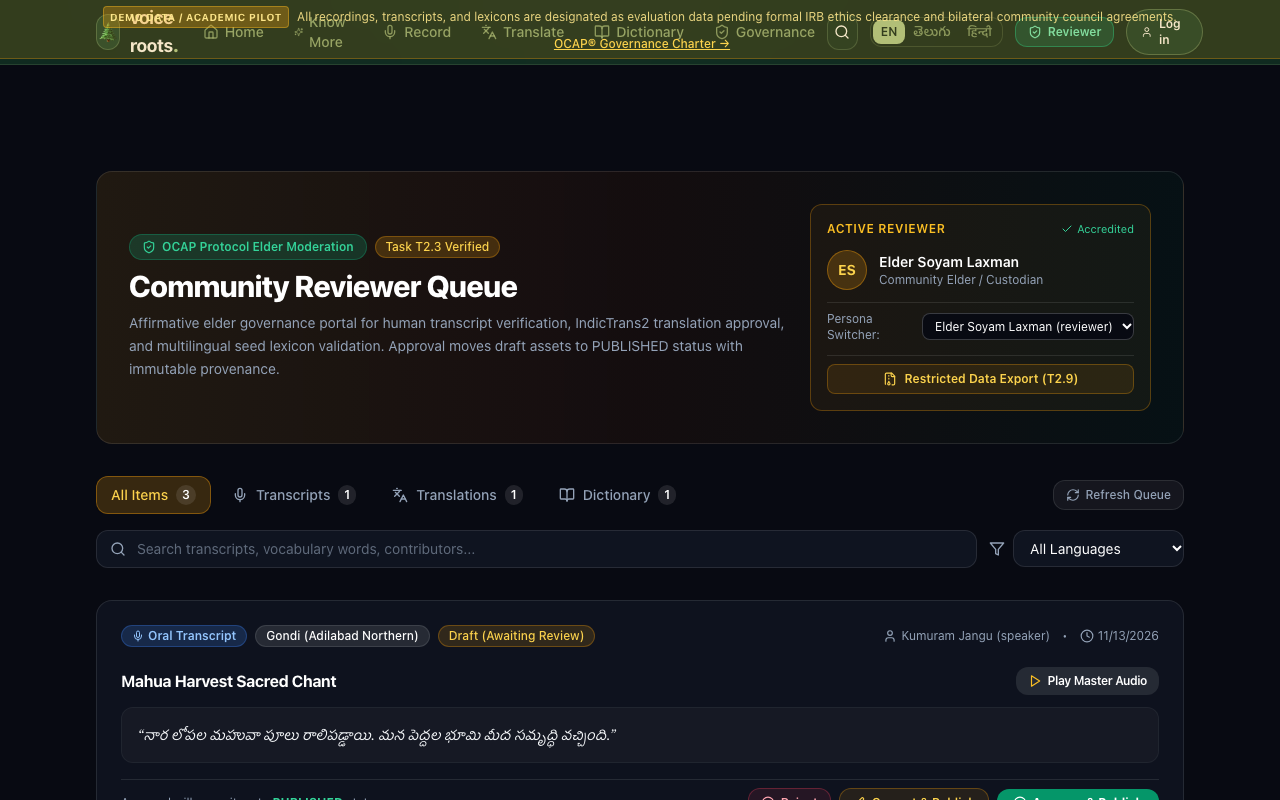 DEMO DATA / ACADEMIC PILOT All recordings, transcripts, and lexicons are designated as evaluation data pending formal IRB ethics clearance and bilateral community council agreements.
OCAP® Governance Charter →
voice
roots.
Home
Know
More
Record
Translate
Dictionary
Governance
EN తెలుగు हिन्दी
Reviewer
Log
in
OCAP Protocol Elder Moderation Task T2.3 Verified
Community Reviewer Queue
Affirmative elder governance portal for human transcript verification, IndicTrans2 translation approval,
and multilingual seed lexicon validation. Approval moves draft assets to PUBLISHED status with
immutable provenance.
ACTIVE REVIEWER Accredited
ES
Elder Soyam Laxman
Community Elder / Custodian
Persona
Switcher:
Elder Soyam Laxman (reviewer)
Restricted Data Export (T2.9)
All Items 3 Transcripts 1 Translations 1 Dictionary 1 Refresh Queue
Search transcripts, vocabulary words, contributors... All Languages
Oral Transcript Gondi (Adilabad Northern) Draft (Awaiting Review) Kumuram Jangu (speaker) • 11/13/2026
Mahua Harvest Sacred Chant Play Master Audio
“నార లోపల మహువా పూలు రాలిపడ్డాయి. మన పెద్దల భూమి మీద సమృద్ధి వచ్చింది.”